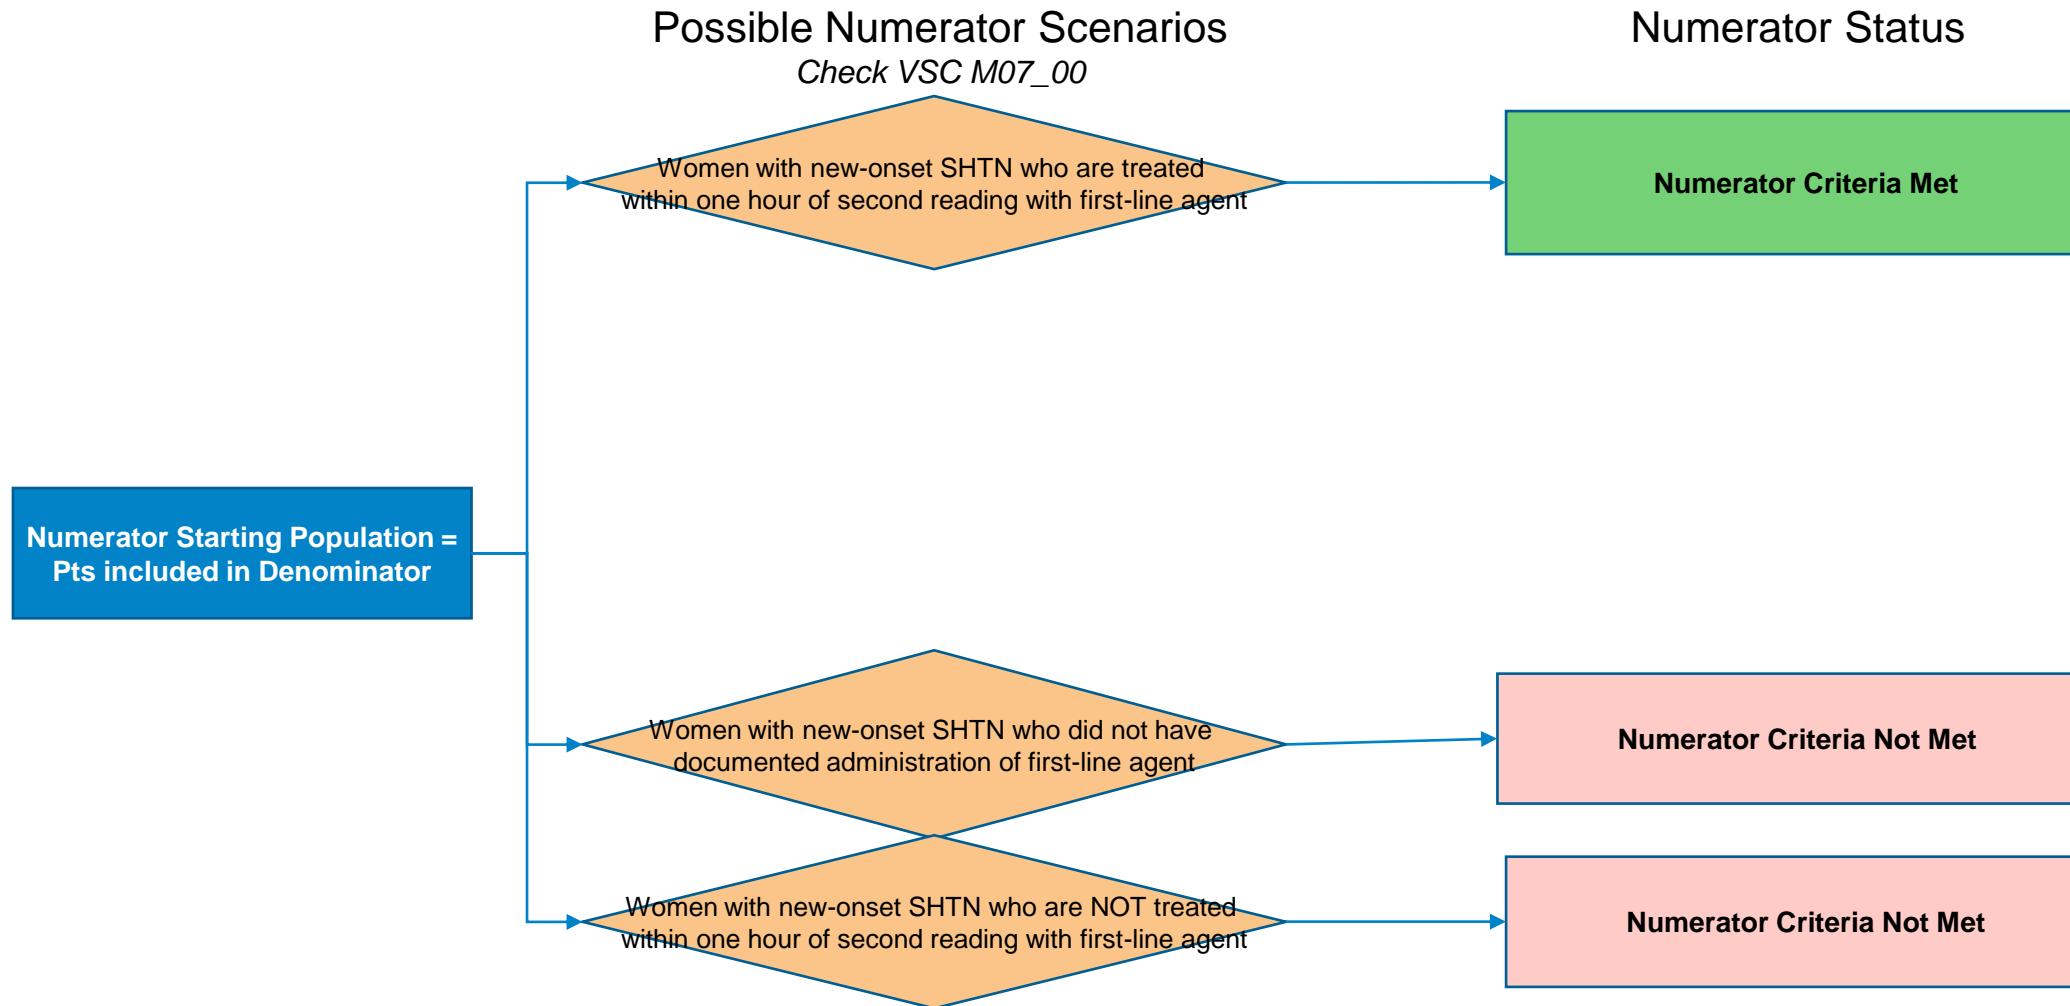 Possible Numerator Scenarios
Check VSC M07_00
Numerator Status
Women with new-onset SHTN who are treated
within one hour of second reading with first-line agent
Numerator Criteria Met
Numerator Starting Population =
Pts included in Denominator
Women with new-onset SHTN who did not have
documented administration of first-line agent
Numerator Criteria Not Met
Women with new-onset SHTN who are NOT treated
within one hour of second reading with first-line agent
Numerator Criteria Not Met